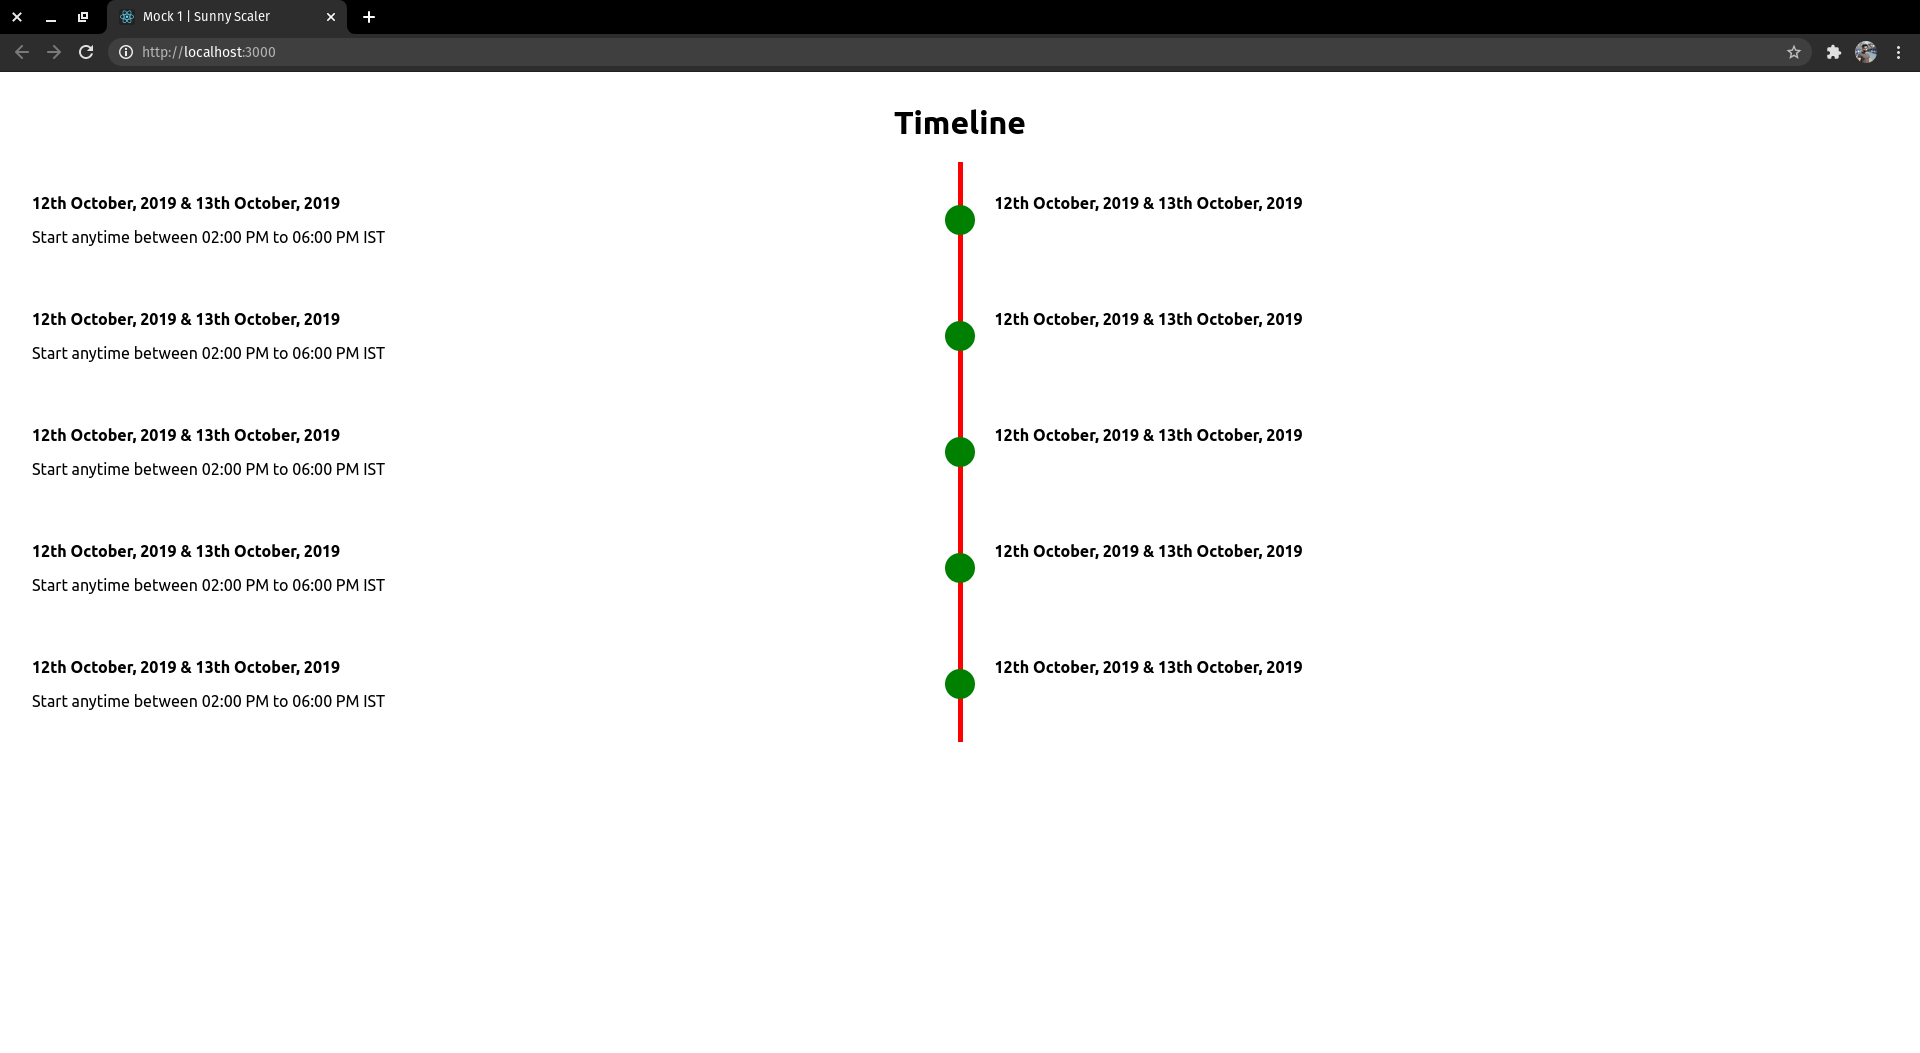 Mock 1 | Sunny Scaler
http://localhost:3000
Timeline
12th October, 2019 & 13th October, 2019
Start anytime between 02:00 PM to 06:00 PM IST
12th October, 2019 & 13th October, 2019
12th October, 2019 & 13th October, 2019
Start anytime between 02:00 PM to 06:00 PM IST
12th October, 2019 & 13th October, 2019
12th October, 2019 & 13th October, 2019
Start anytime between 02:00 PM to 06:00 PM IST
12th October, 2019 & 13th October, 2019
12th October, 2019 & 13th October, 2019
Start anytime between 02:00 PM to 06:00 PM IST
12th October, 2019 & 13th October, 2019
12th October, 2019 & 13th October, 2019
Start anytime between 02:00 PM to 06:00 PM IST
12th October, 2019 & 13th October, 2019